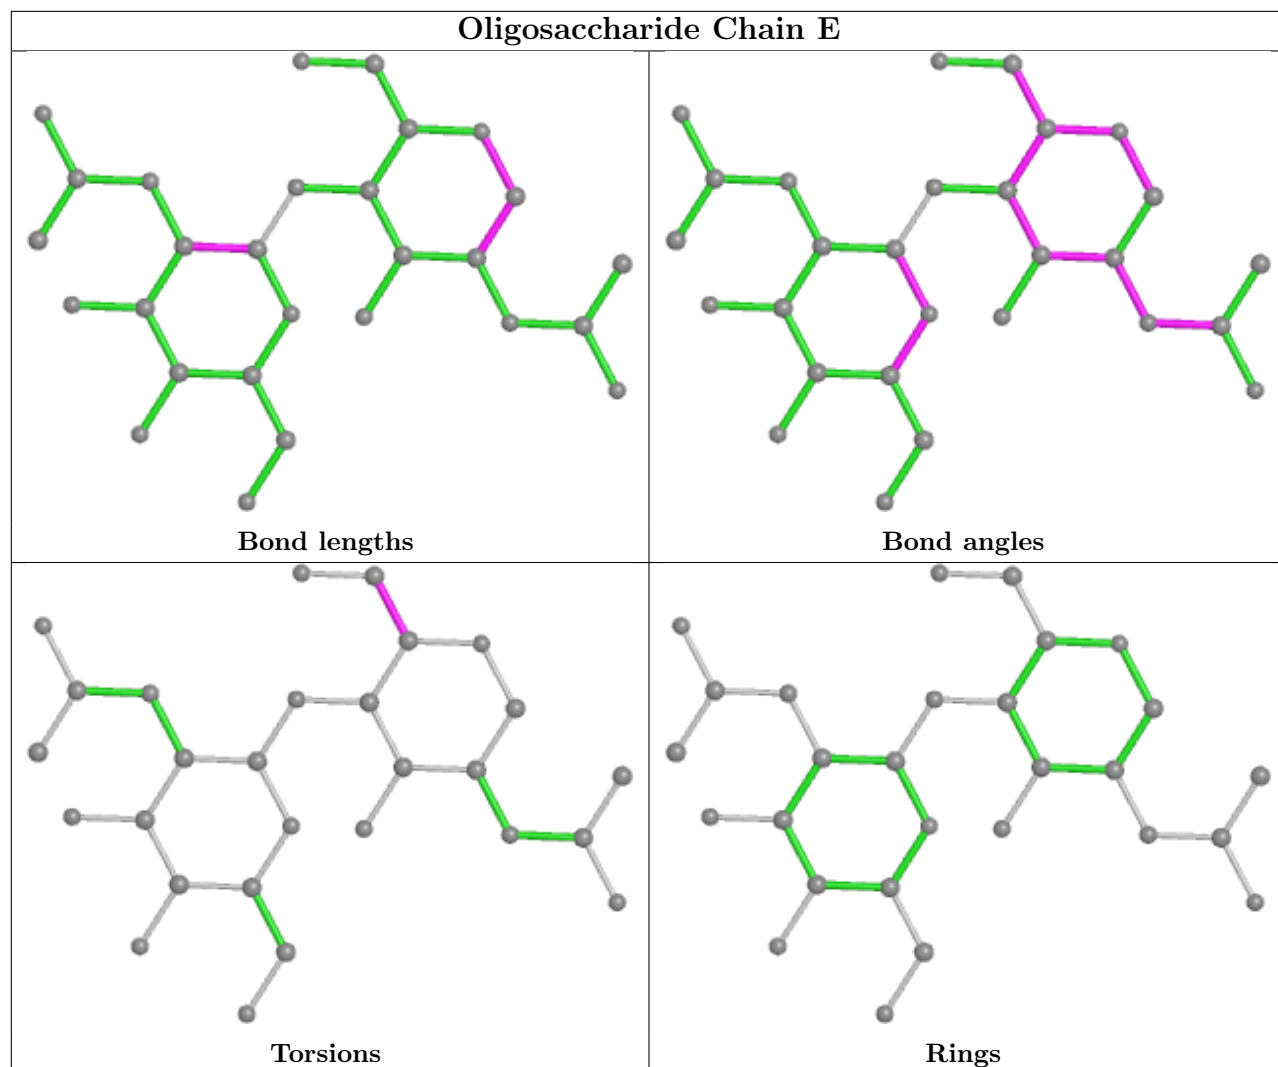 Oligosaccharide Chain E
Bond lengths
Bond angles
Torsions
Rings